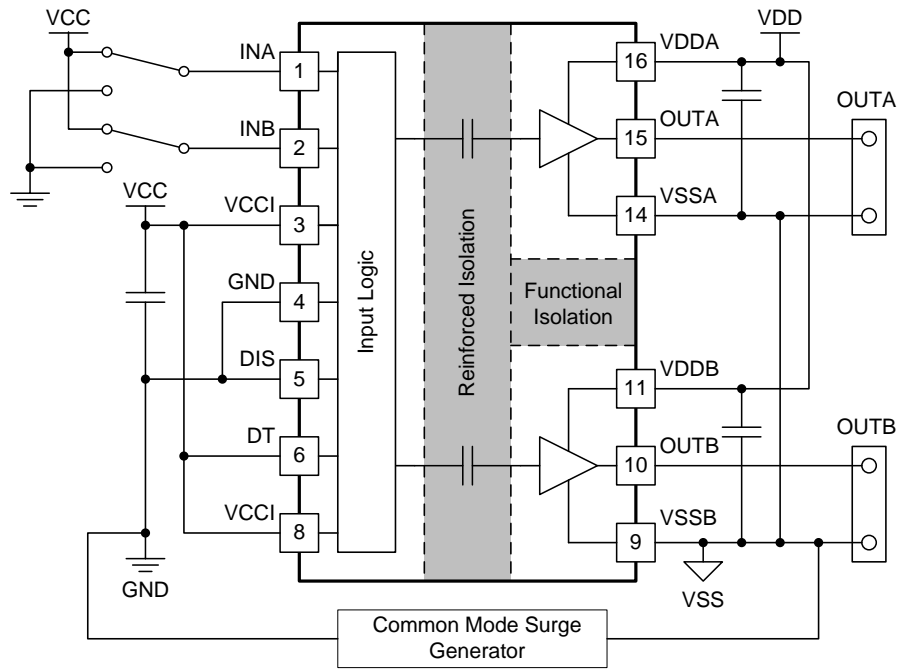 VCC
INA
1
INB
2
VCC
VCCI
3
GND
4
DIS
5
DT
6
VCCI
8
GND
Input Logic
Reinforced Isolation
Functional
Isolation
VDD
VDDA
16
OUTA
15
VSSA
14
OUTA
VDDB
11
OUTB
10
VSSB
9
OUTB
VSS
Common Mode Surge
Generator